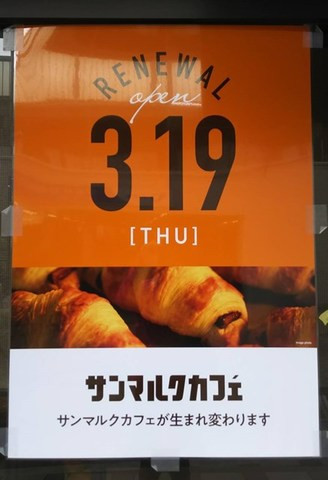 RENEWAL
open
3.19
[THU]
サンマルクカフェ
サンマルクカフェが生まれ変わります